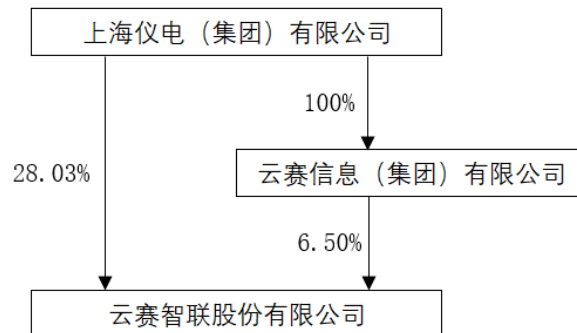 上海仪电（集团）有限公司
100%
28.03%
云赛信息（集团）有限公司
6.50%
云赛智联股份有限公司